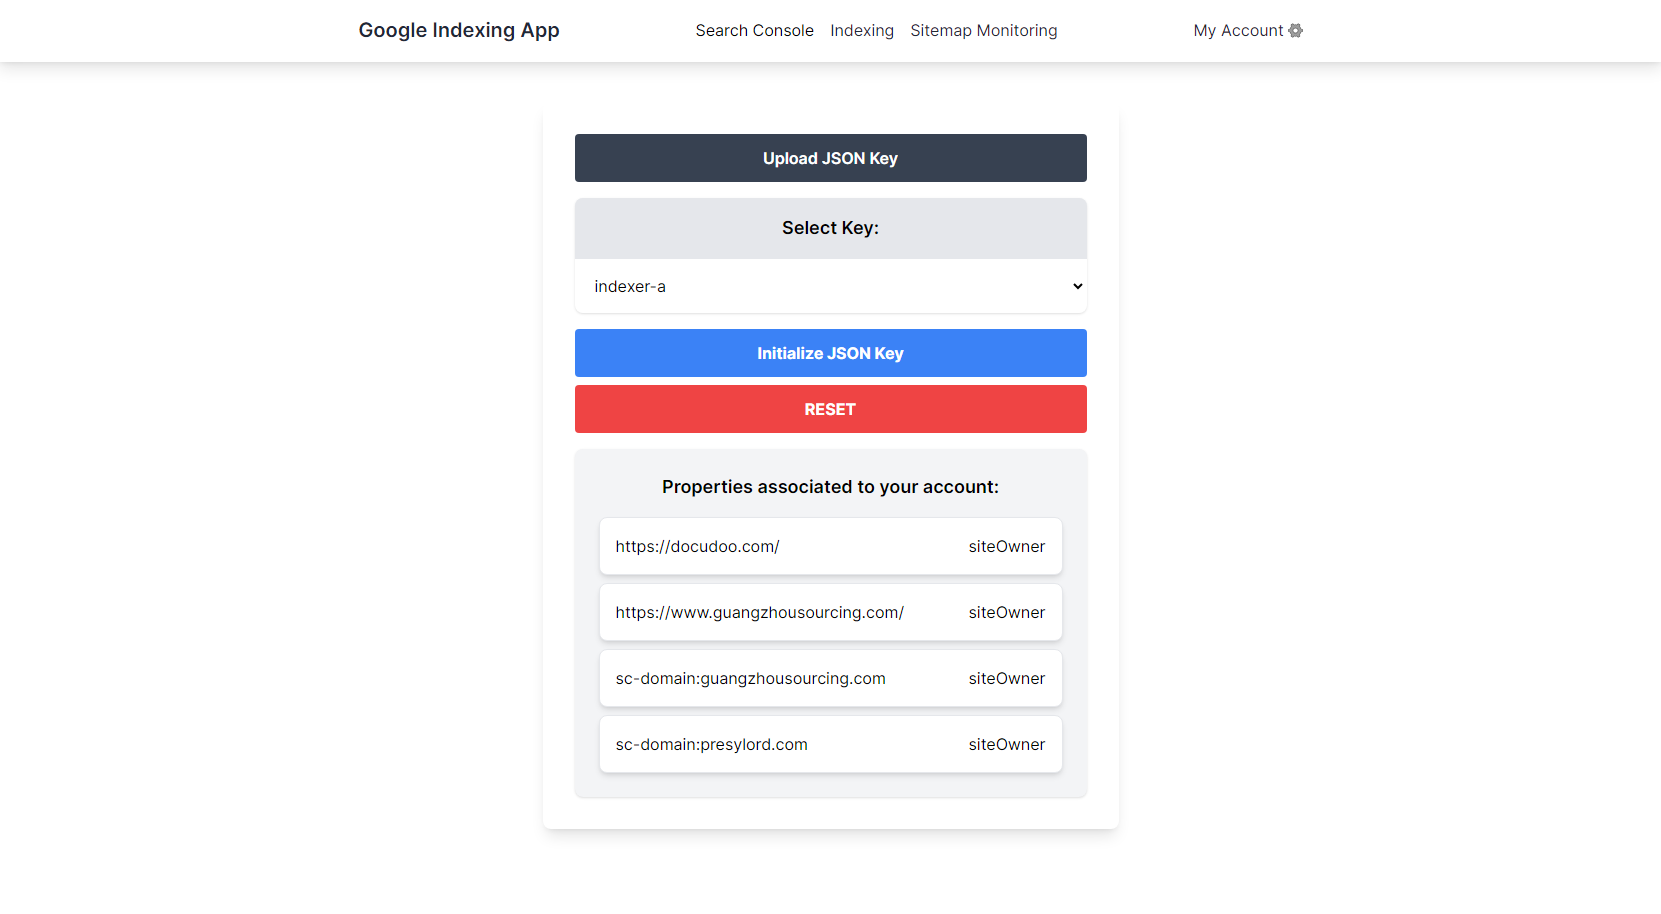 Google Indexing App
Search Console Indexing Sitemap Monitoring
My Account
Upload JSON Key
Select Key:
indexer-a
Initialize JSON Key
RESET
Properties associated to your account:
https://docudoo.com/ siteOwner
https://www.guangzhousourcing.com/ siteOwner
sc-domain:guangzhousourcing.com siteOwner
sc-domain:presylord.com siteOwner